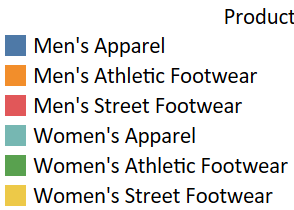 Product
Men's Apparel
Men's Athletic Footwear
Men's Street Footwear
Women's Apparel
Women's Athletic Footwear
Women's Street Footwear